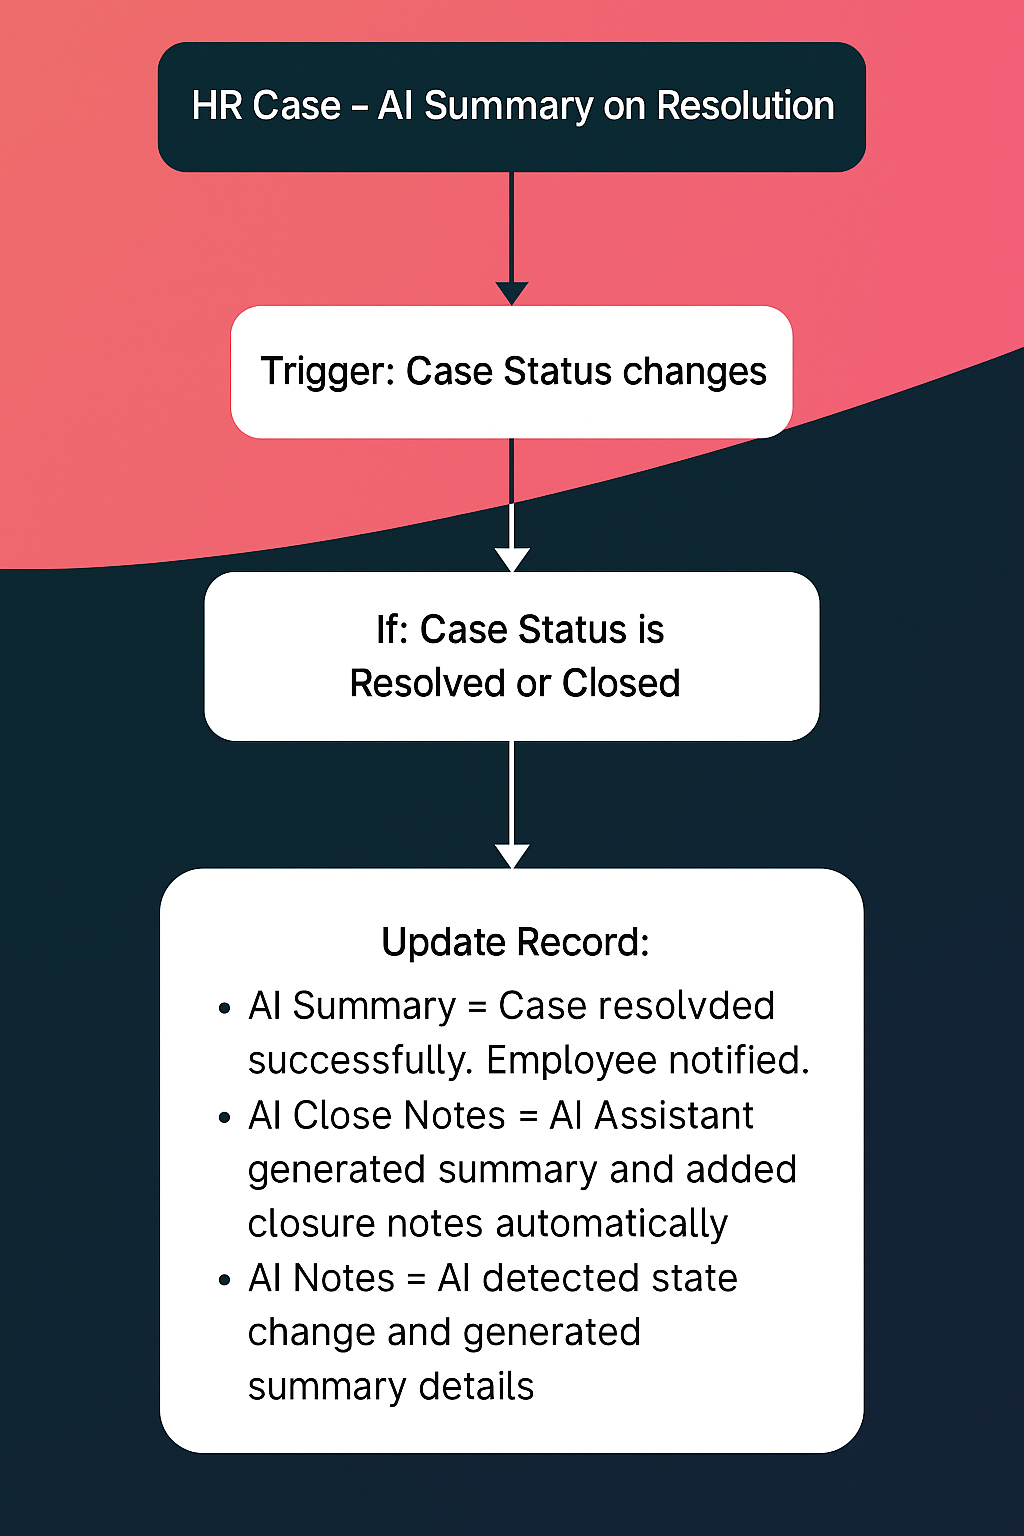 HR Case – AI Summary on Resolution
Trigger: Case Status changes
If: Case Status is
Resolved or Closed
Update Record:
• AI Summary = Case resolvded
successfully. Employee notified.
• AI Close Notes = AI Assistant
generated summary and added
closure notes automatically
• AI Notes = AI detected state
change and generated
summary details